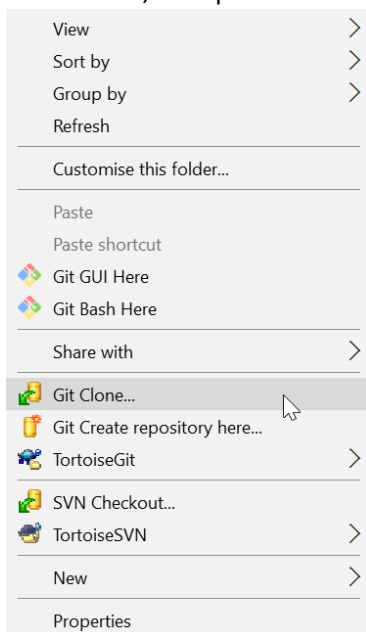 View
Sort by
Group by
Refresh
Customise this folder...
Paste
Paste shortcut
Git GUI Here
Git Bash Here
Share with
Git Clone...
Git Create repository here...
TortoiseGit
SVN Checkout...
TortoiseSVN
New
Properties